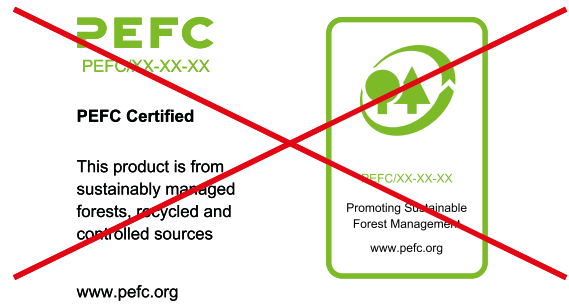 PEFC
PEFC/XX-XX-XX
PEFC Certified
This product is from
sustainably managed
forests, recycled and
controlled sources
www.pefc.org
PEFC/XX-XX-XX
Promoting Sustainable
Forest Management
www.pefc.org